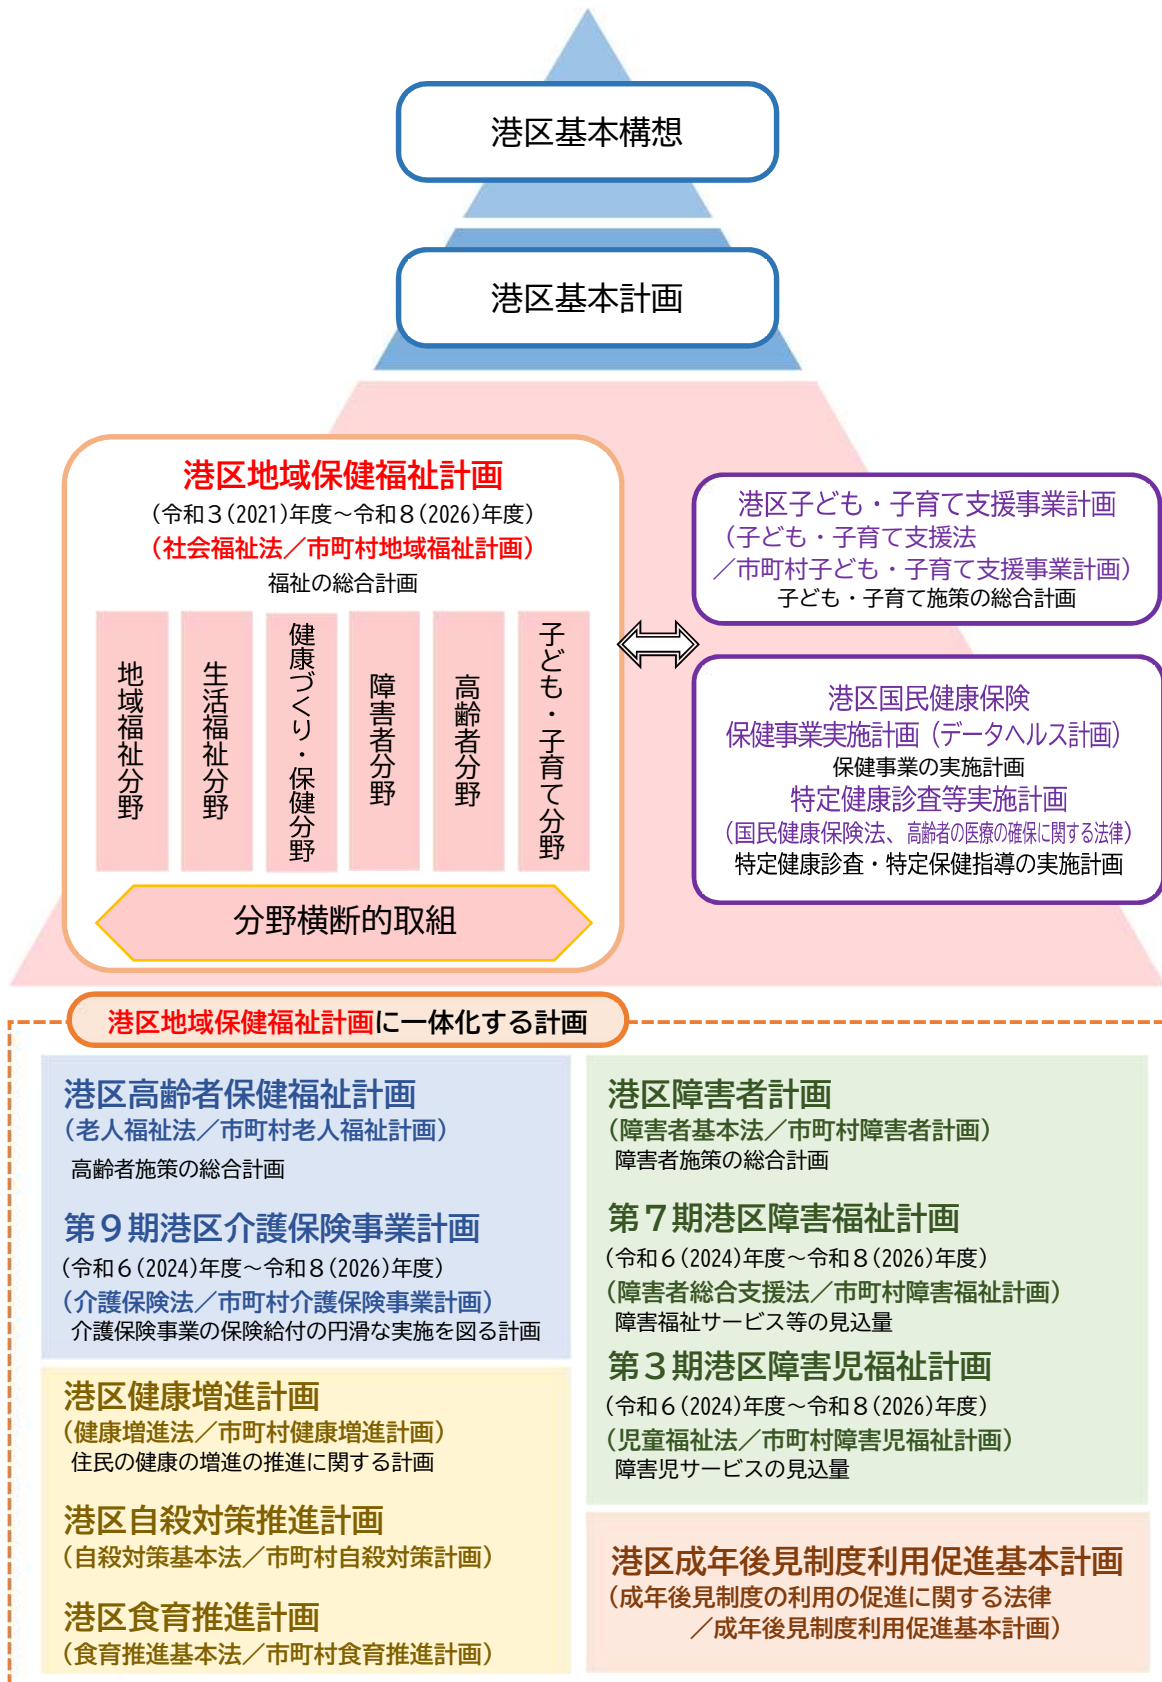 港区基本構想
港区基本計画
港区地域保健福祉計画
(令和3(2021)年度～令和8(2026)年度)
(社会福祉法／市町村地域福祉計画)
福祉の総合計画
地域福祉分野
生活福祉分野
健康づくり・保健分野
障害者分野
高齢者分野
子ども・子育て分野
分野横断的取組
港区子ども・子育て支援事業計画
(子ども・子育て支援法
／市町村子ども・子育て支援事業計画)
子ども・子育て施策の総合計画
港区国民健康保険
保健事業実施計画(データヘルス計画)
保健事業の実施計画
特定健康診査等実施計画
(国民健康保険法、高齢者の医療の確保に関する法律)
特定健康診査・特定保健指導の実施計画
港区地域保健福祉計画に一体化する計画
港区高齢者保健福祉計画
(老人福祉法／市町村老人福祉計画)
高齢者施策の総合計画
第9期港区介護保険事業計画
(令和6(2024)年度～令和8(2026)年度)
(介護保険法／市町村介護保険事業計画)
介護保険事業の保険給付の円滑な実施を図る計画
港区健康増進計画
(健康増進法／市町村健康増進計画)
住民の健康の増進の推進に関する計画
港区自殺対策推進計画
(自殺対策基本法／市町村自殺対策計画)
港区食育推進計画
(食育推進基本法／市町村食育推進計画)
港区障害者計画
(障害者基本法／市町村障害者計画)
障害者施策の総合計画
第7期港区障害福祉計画
(令和6(2024)年度～令和8(2026)年度)
(障害者総合支援法／市町村障害福祉計画)
障害福祉サービス等の見込量
第3期港区障害児福祉計画
(令和6(2024)年度～令和8(2026)年度)
(児童福祉法／市町村障害児福祉計画)
障害児サービスの見込量
港区成年後見制度利用促進基本計画
(成年後見制度の利用の促進に関する法律
／成年後見制度利用促進基本計画)